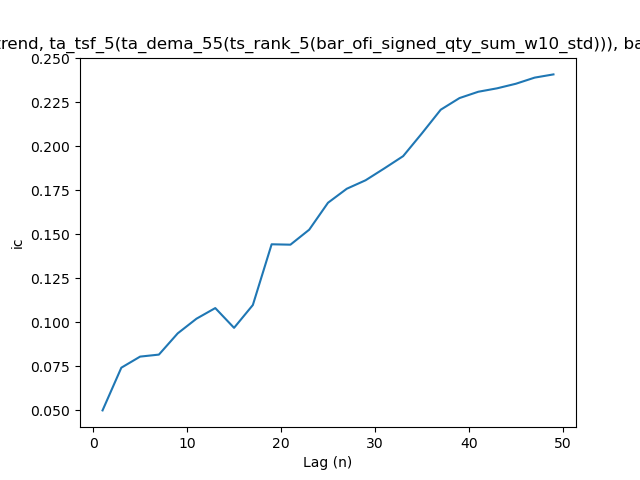 rend, ta_tsf_5(ta_dema_55(ts_rank_5(bar_ofi_signed_qty_sum_w10_std))), ba
0.250
0.225
0.200
0.175
0.150
0.125
0.100
0.075
0.050
ic
0 10 20 30 40 50
Lag (n)